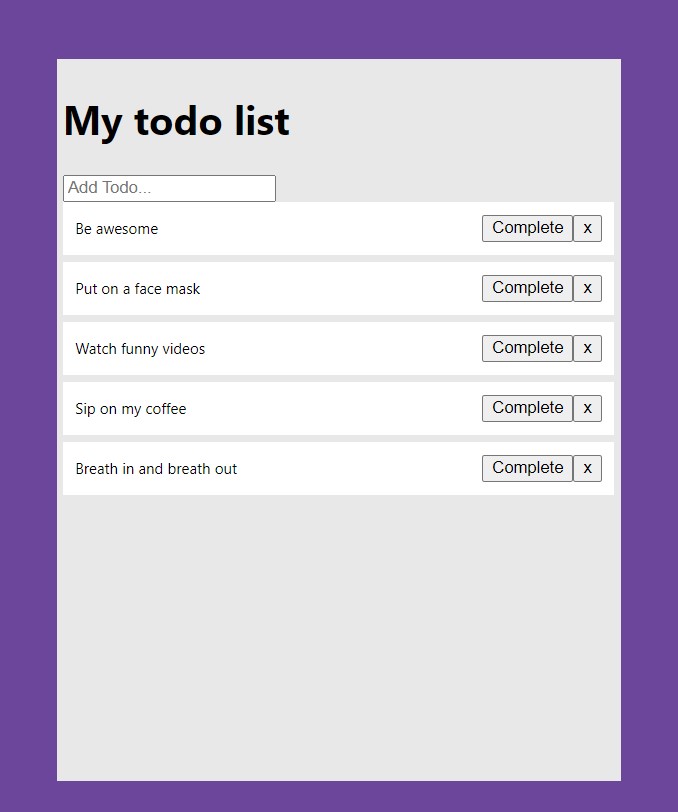 My todo list
Add Todo...
Be awesome Complete x
Put on a face mask Complete x
Watch funny videos Complete x
Sip on my coffee Complete x
Breath in and breath out Complete x